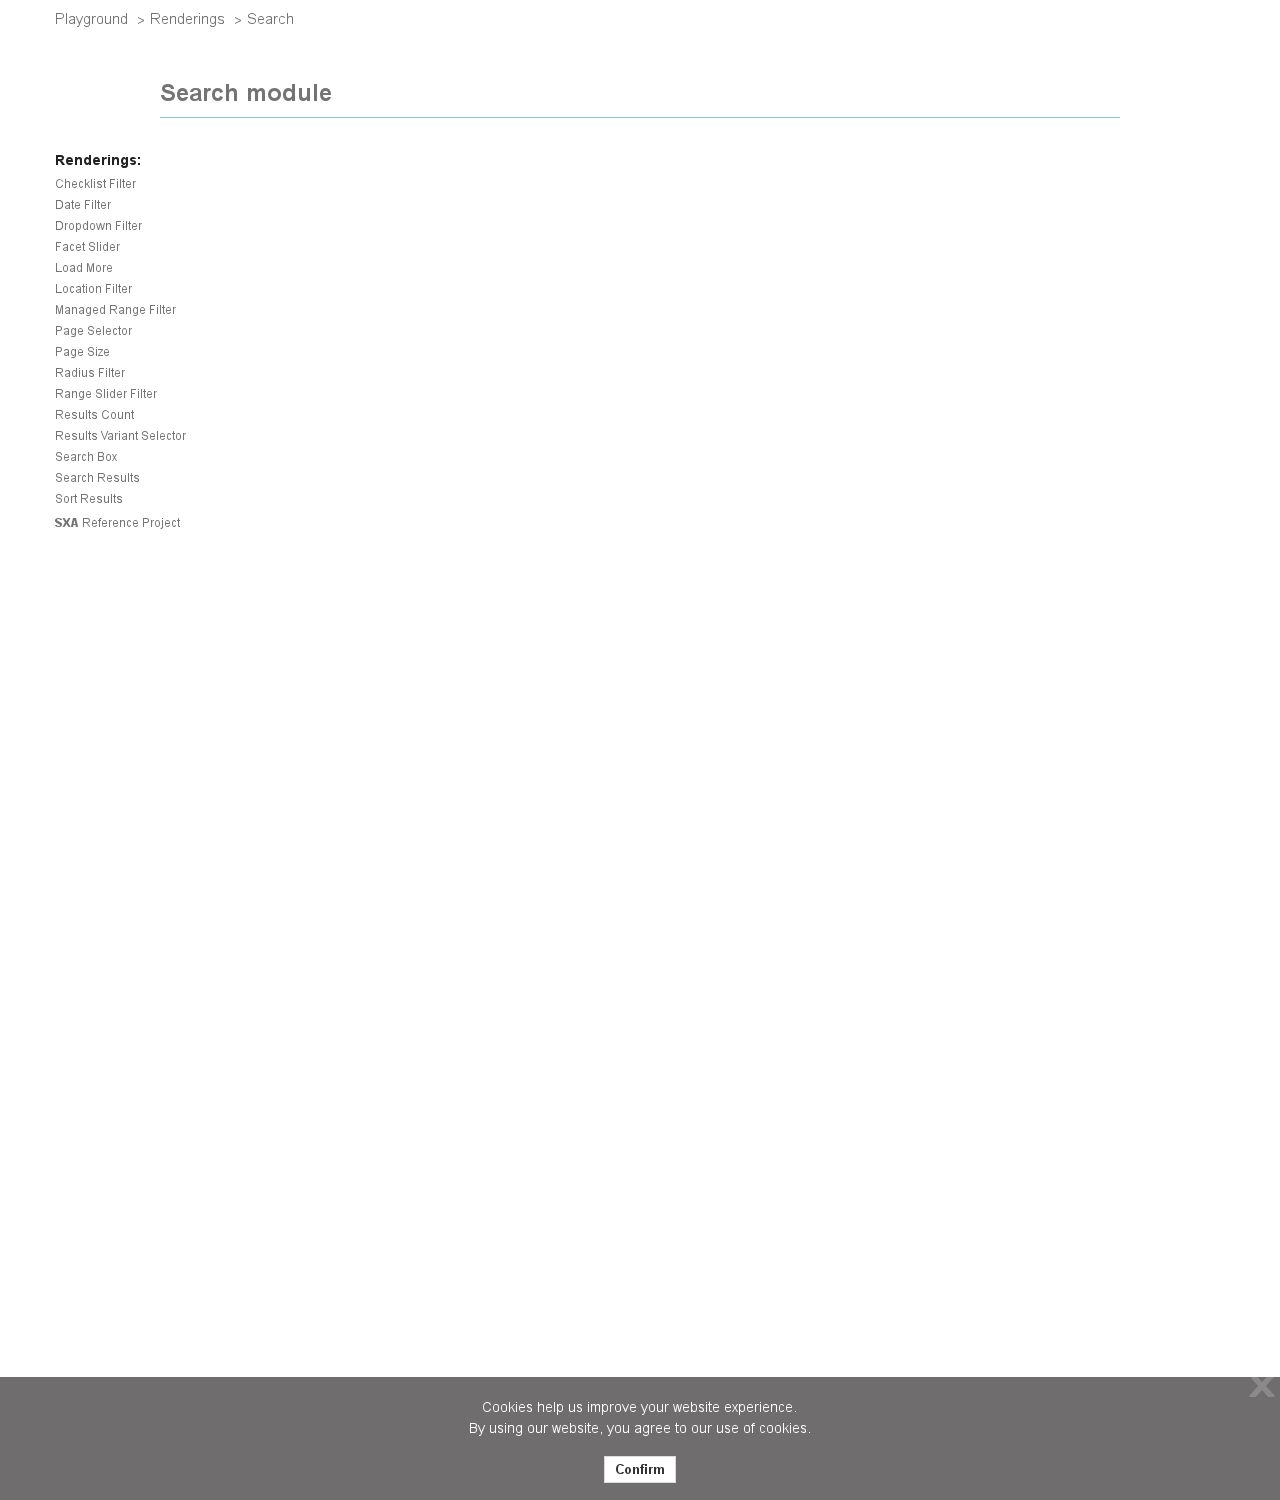 Playground > Renderings > Search
Search module
Renderings:
Checklist Filter
Date Filter
Dropdown Filter
Facet Slider
Load More
Location Filter
Managed Range Filter
Page Selector
Page Size
Radius Filter
Range Slider Filter
Results Count
Results Variant Selector
Search Box
Search Results
Sort Results
SXA Reference Project
X
Cookies help us improve your website experience.
By using our website, you agree to our use of cookies.
Confirm